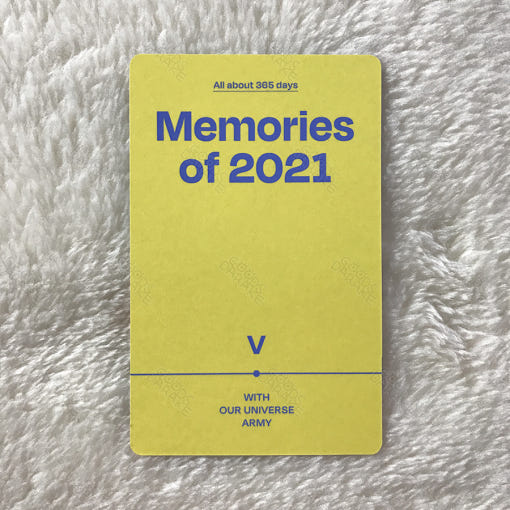 All about 365 days
Memories
of 2021
V
WITH
OUR UNIVERSE
ARMY